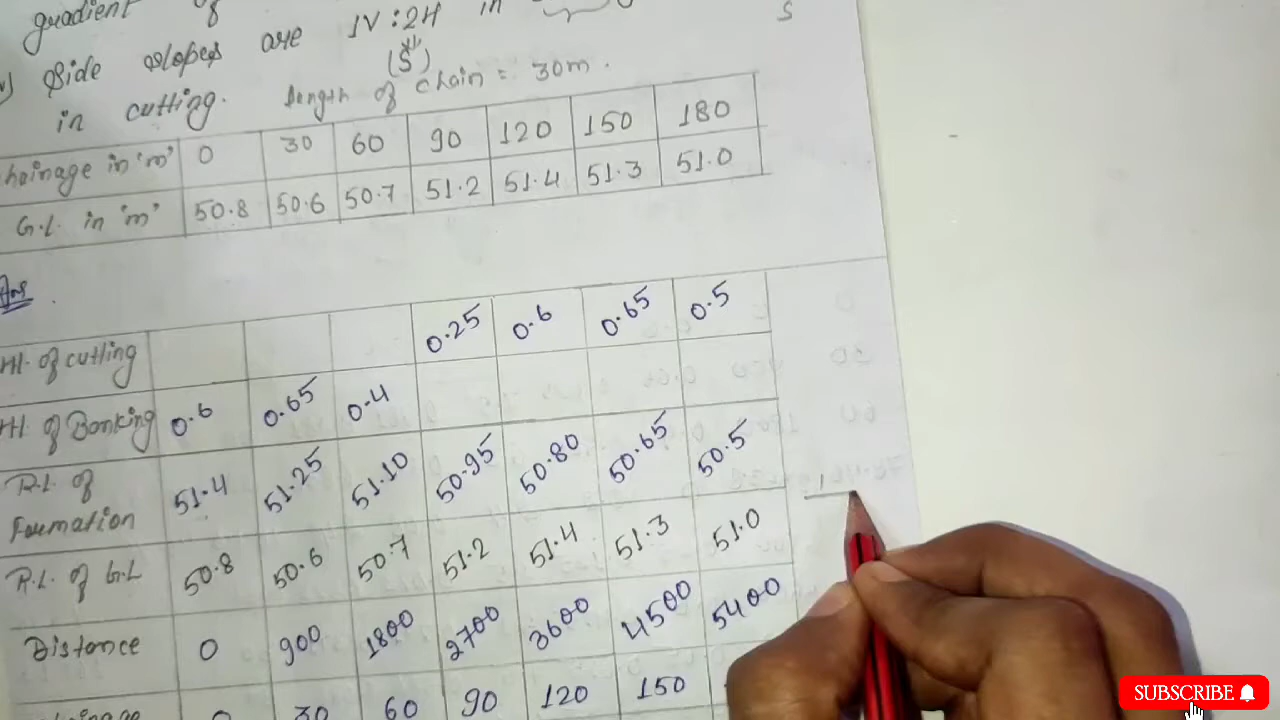 gradient of
v) Side slopes are 1V:2H in
(S)
in cutting. length of chain = 30m.
hainage in 'm' 0 30 60 90 120 150 180
G.L. in 'm' 50.8 50.6 50.7 51.2 51.4 51.3 51.0
Ans
Ht. of cutting 0.25 0.6 0.65 0.5
Ht. of Banking 0.6 0.65 0.4
R.L. of Foumation 51.4 51.25 51.10 50.95 50.80 50.65 50.5
R.L. of G.L 50.8 50.6 50.7 51.2 51.4 51.3 51.0
Distance 0 900 1800 2700 3600 4500 5400
0 30 60 90 120 150
SUBSCRIBE